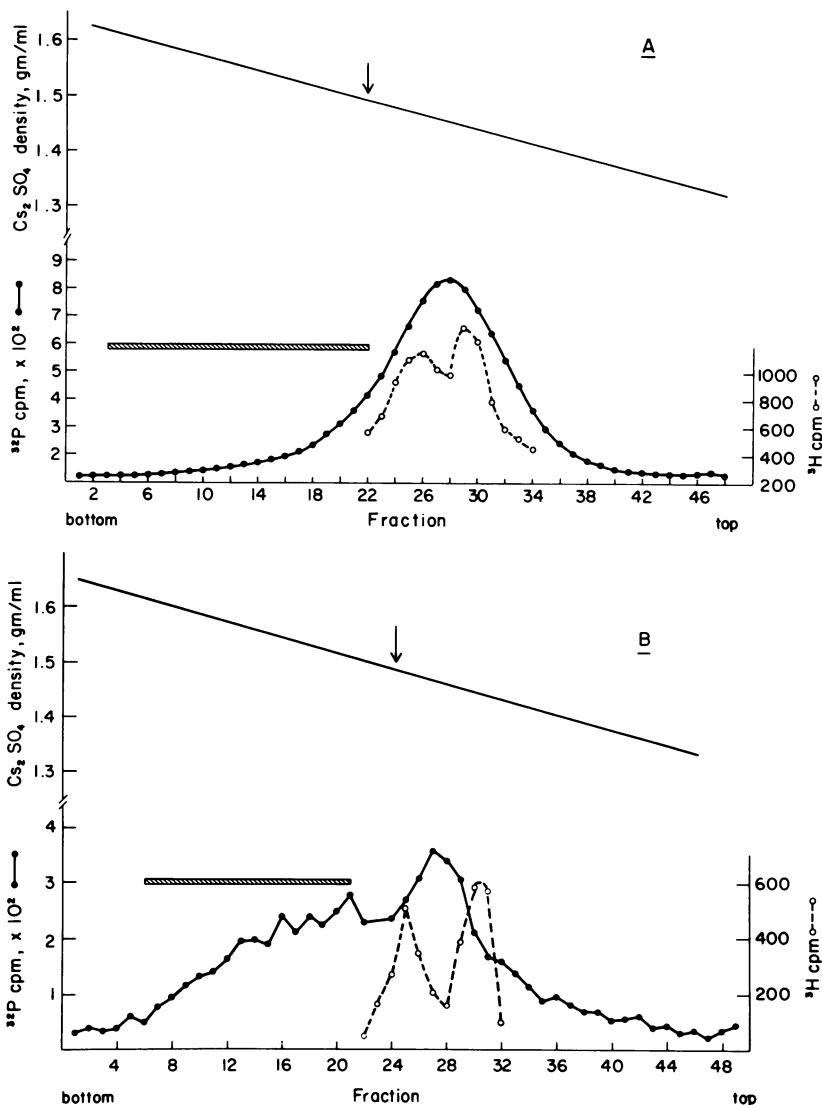 A
Cs2 SO4 density, gm/ml
1.6
1.5
1.4
1.3
32P cpm, x 10²
9
8
7
6
5
4
3
2
3H cpm
1000
800
600
400
200
2 6 10 14 18 22 26 30 34 38 42 46
bottom Fraction top
B
Cs2 SO4 density, gm/ml
1.6
1.5
1.4
1.3
32P cpm, x 10²
4
3
2
1
3H cpm
600
400
200
4 8 12 16 20 24 28 32 36 40 44 48
bottom Fraction top